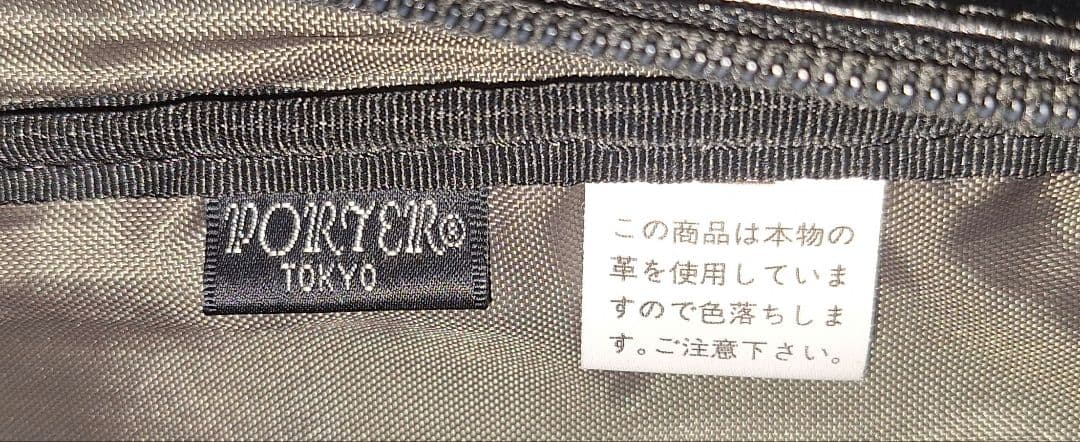 PORTER®
TOKYO
この商品は本物の
革を使用していま
すので色落ちしま
す。ご注意下さい。